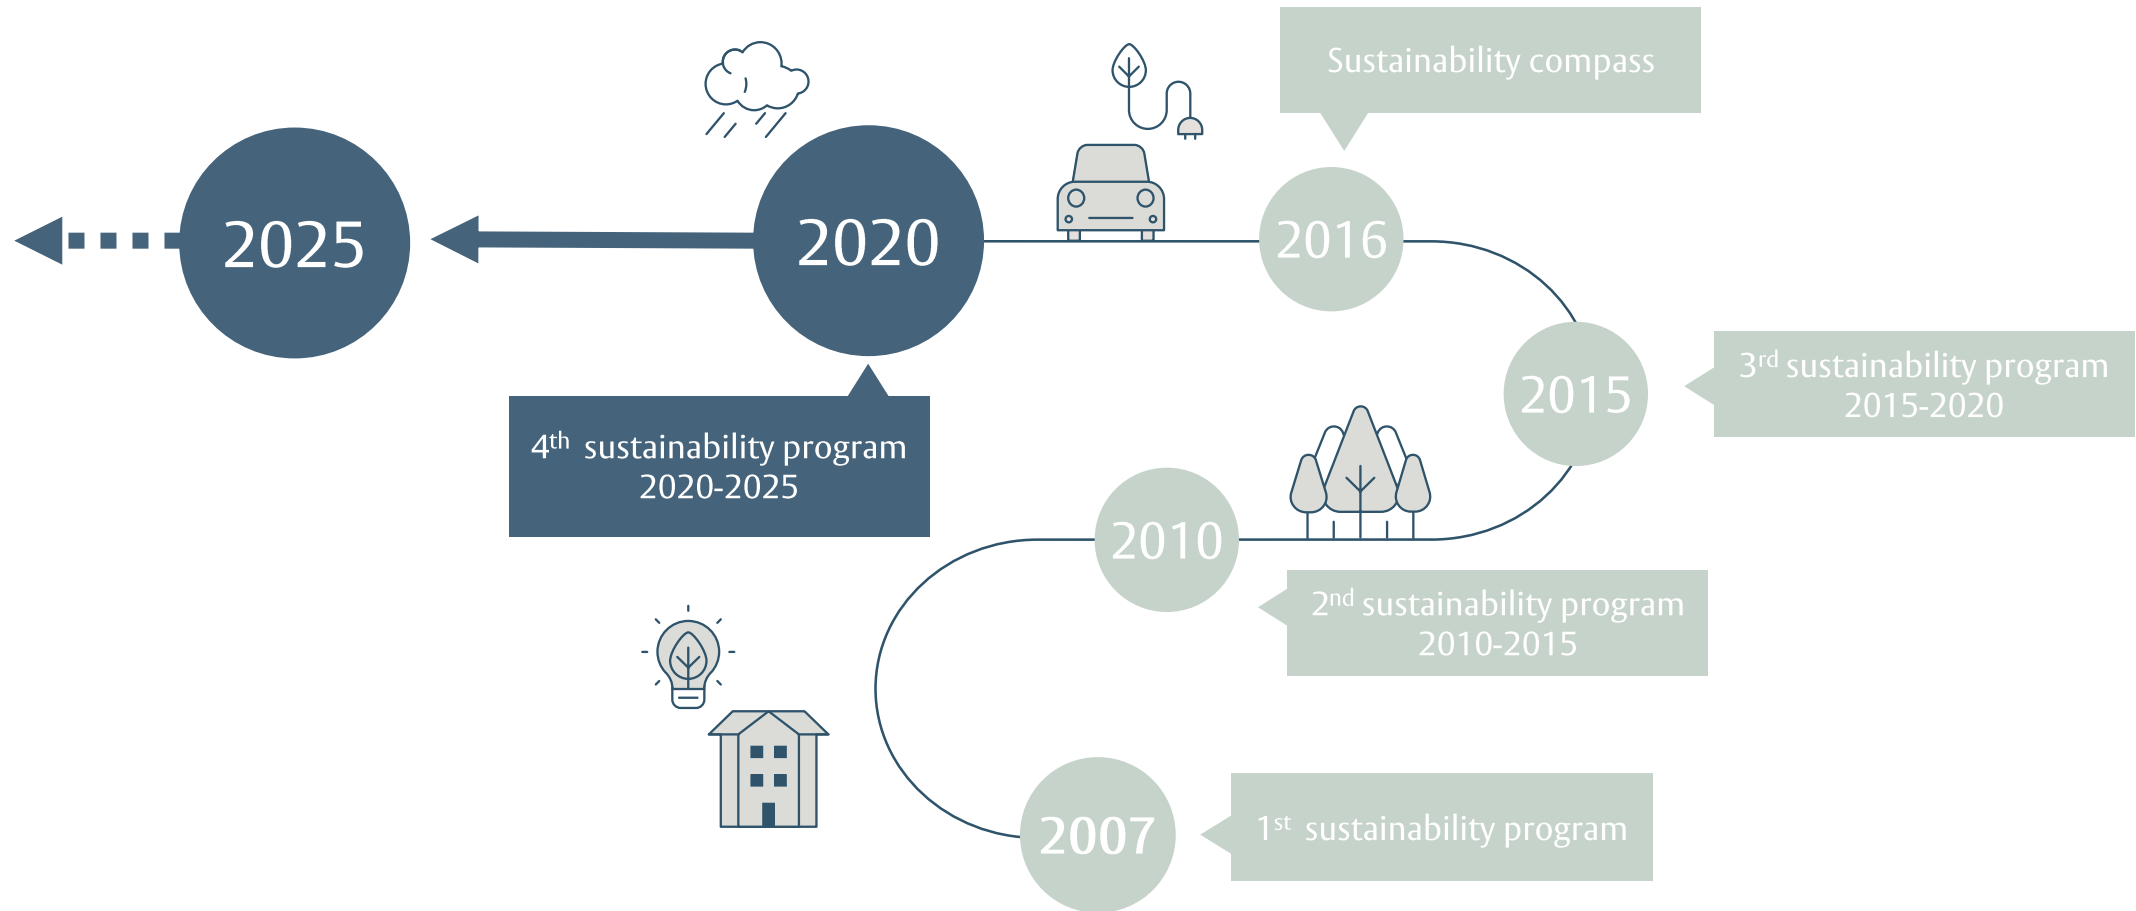 Sustainability compass
2025
2020
2016
3rd sustainability program
2015-2020
2015
4th sustainability program
2020-2025
2010
2nd sustainability program
2010-2015
2007
1st sustainability program